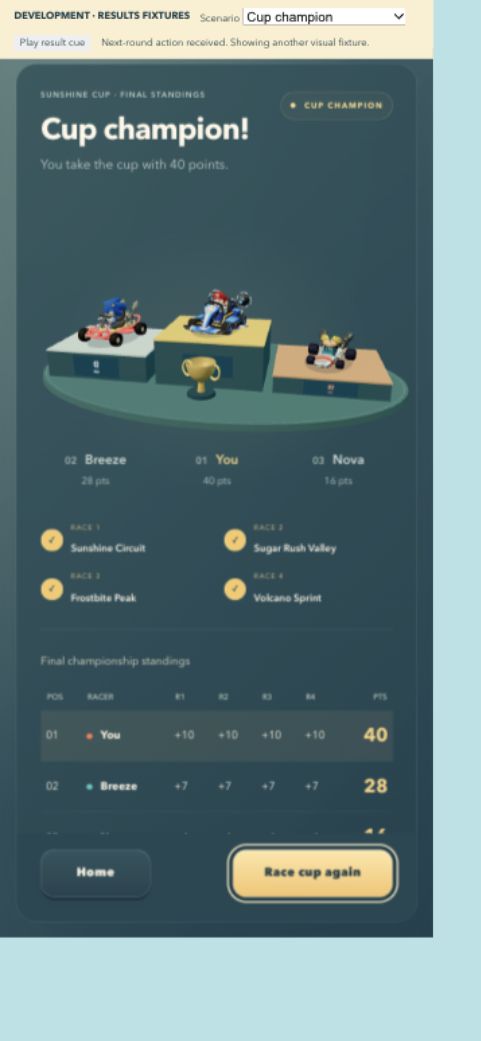 DEVELOPMENT · RESULTS FIXTURES Scenario Cup champion
Play result cue Next-round action received. Showing another visual fixture.
SUNSHINE CUP · FINAL STANDINGS
CUP CHAMPION
Cup champion!
You take the cup with 40 points.
02 Breeze 01 You 03 Nova
28 pts 40 pts 16 pts
RACE 1 RACE 2
✓ Sunshine Circuit ✓ Sugar Rush Valley
RACE 3 RACE 4
✓ Frostbite Peak ✓ Volcano Sprint
Final championship standings
POS RACER R1 R2 R3 R4 PTS
01 You +10 +10 +10 +10 40
02 Breeze +7 +7 +7 +7 28
Home Race cup again